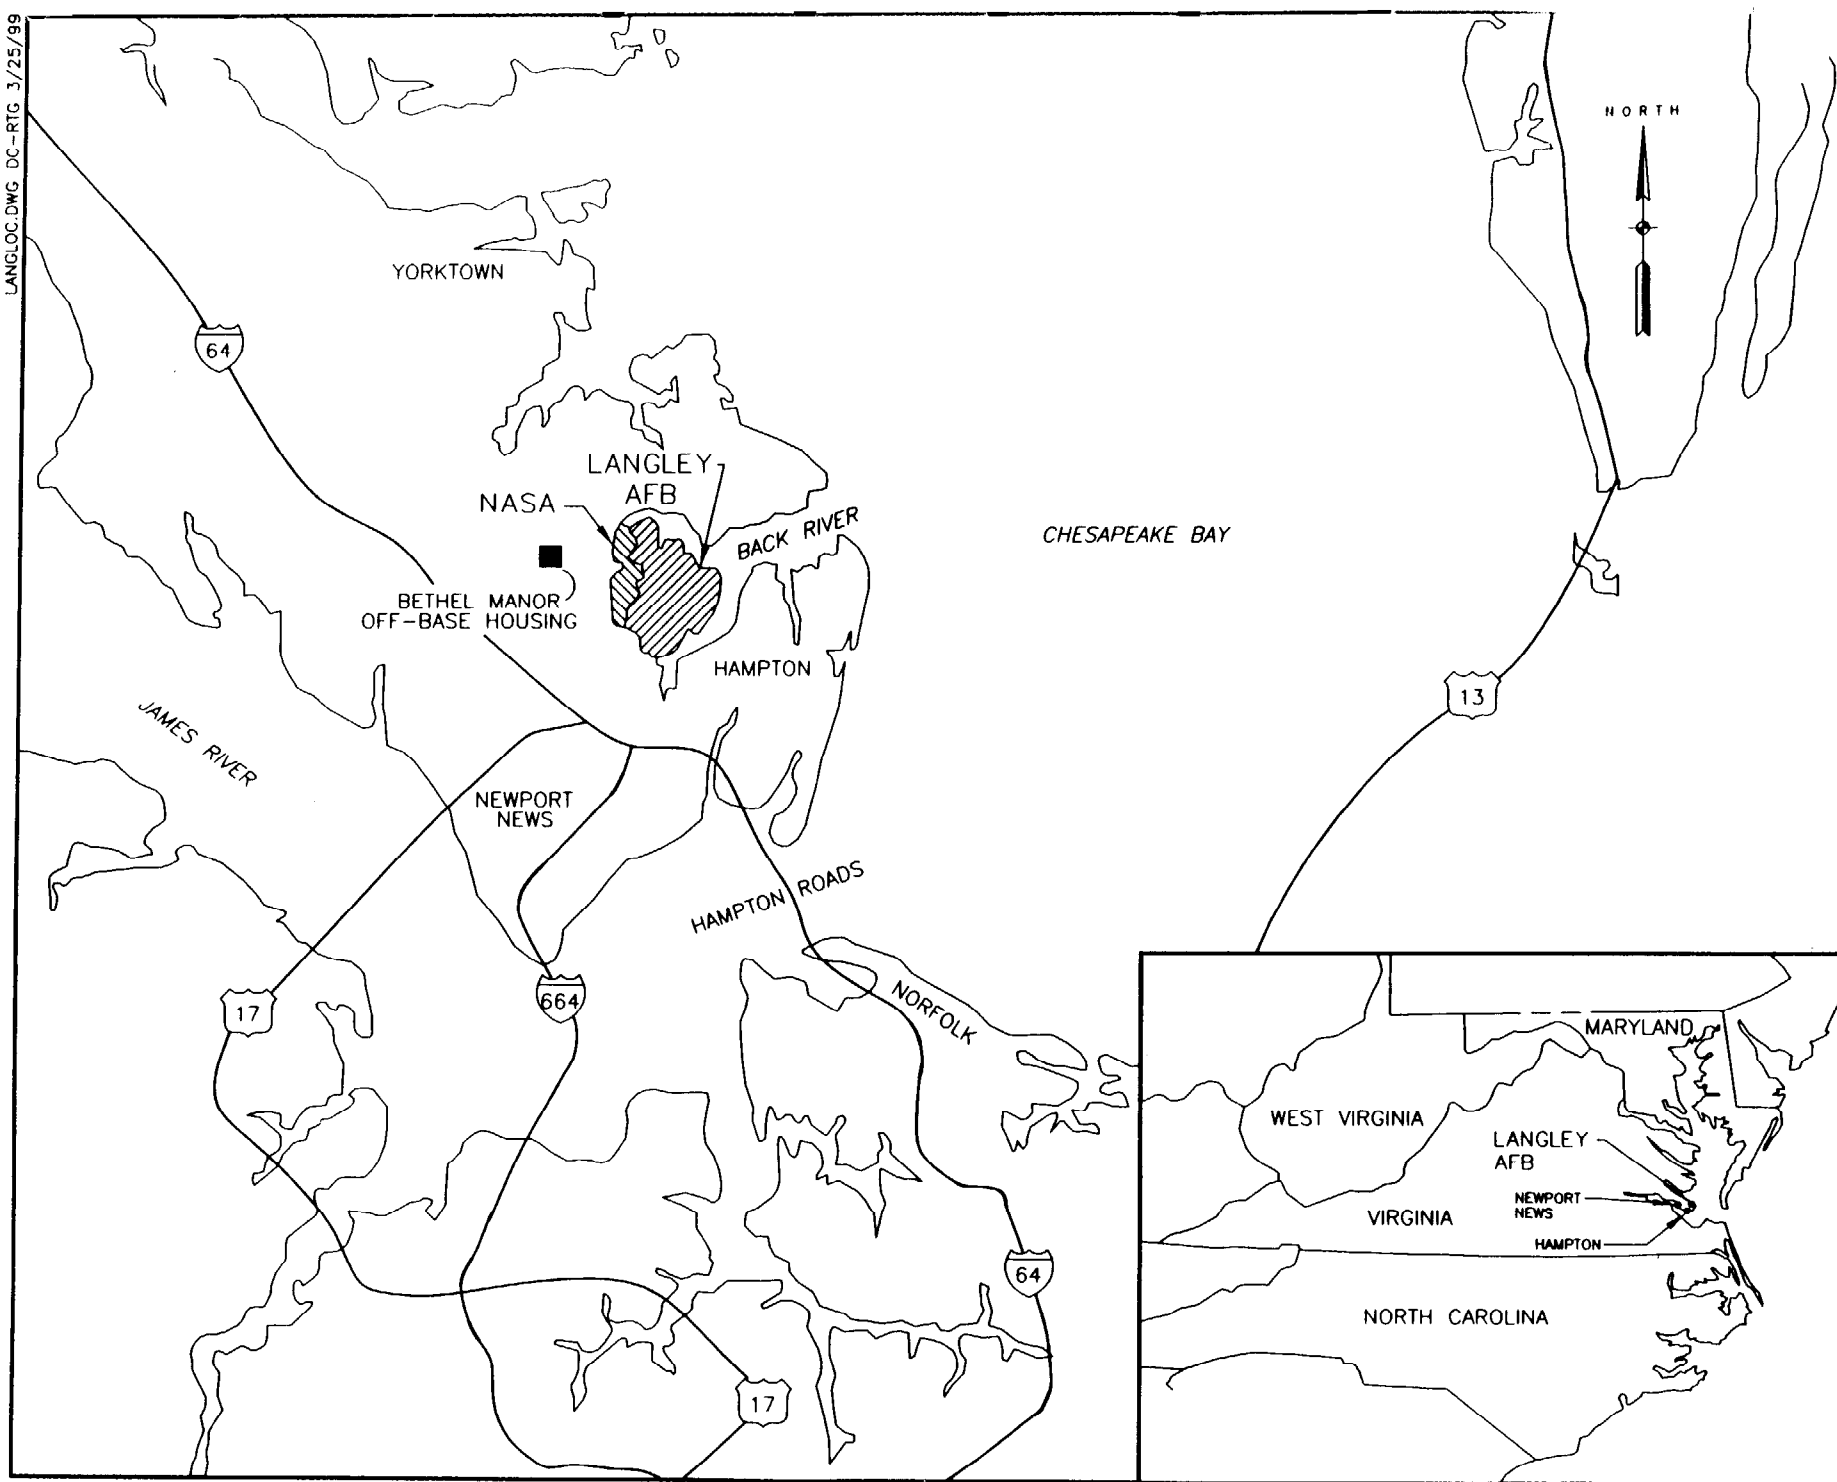 LANGLOC.DWG DC-RTG 3/25/99
NORTH
YORKTOWN
64
LANGLEY
AFB
NASA
BACK RIVER
CHESAPEAKE BAY
BETHEL MANOR
OFF-BASE HOUSING
HAMPTON
13
JAMES RIVER
NEWPORT
NEWS
HAMPTON ROADS
17
664
NORFOLK
64
17
MARYLAND
WEST VIRGINIA
LANGLEY
AFB
NEWPORT
NEWS
VIRGINIA
HAMPTON
NORTH CAROLINA